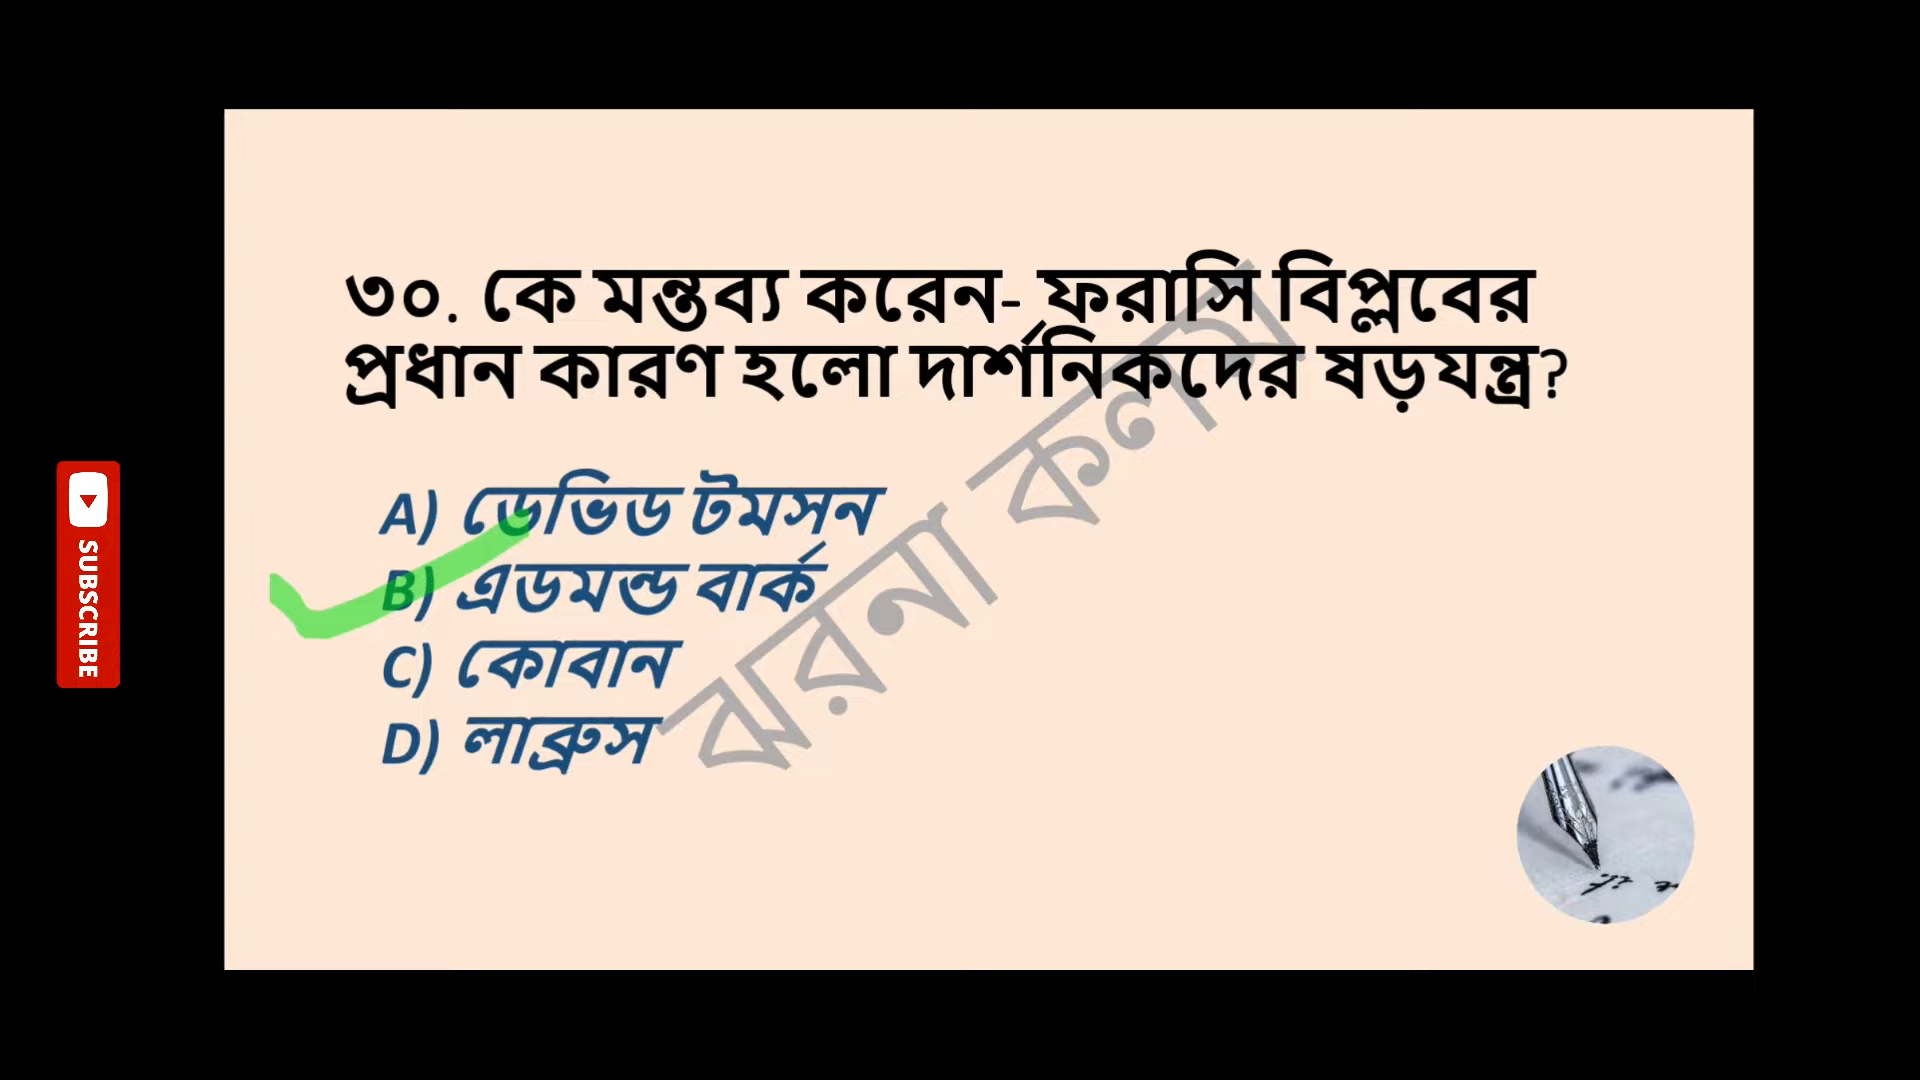 ৩০. কে মন্তব্য করেন- ফরাসি বিপ্লবের
প্রধান কারণ হলো দার্শনিকদের ষড়যন্ত্র?
A) ডেভিড টমসন
B) এডমন্ড বার্ক
C) কোবান
D) লাব্রুস
ঝরনা কলম
SUBSCRIBE